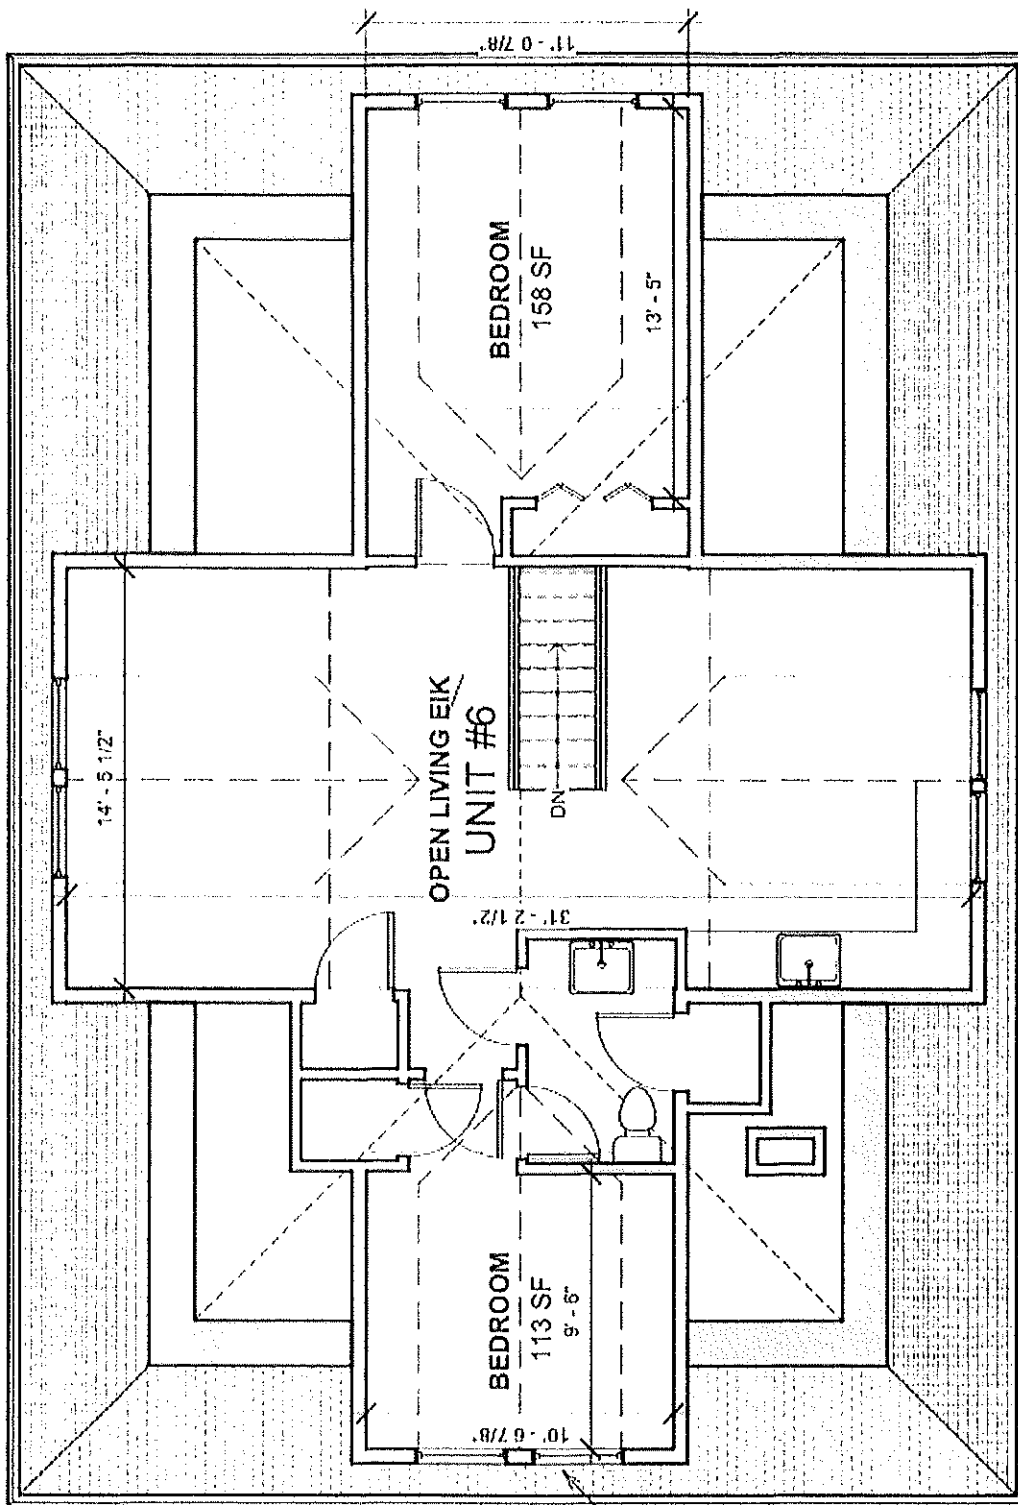 11' - 0 7/8"
BEDROOM
158 SF
13' - 5"
14' - 5 1/2"
OPEN LIVING EIK
UNIT #6
DN
31' - 2 1/2"
BEDROOM
113 SF
9' - 6"
10' - 6 7/8"